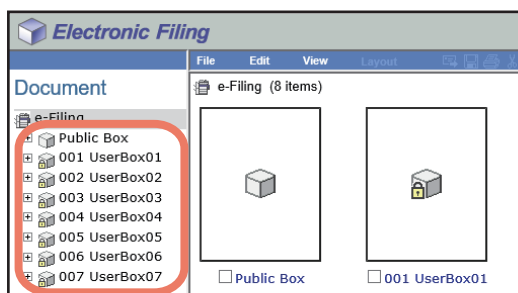 Electronic Filing
File Edit View Layout
Document
e-Filing (8 items)
e-Filing
Public Box
001 UserBox01
002 UserBox02
003 UserBox03
004 UserBox04
005 UserBox05
006 UserBox06
007 UserBox07
Public Box 001 UserBox01